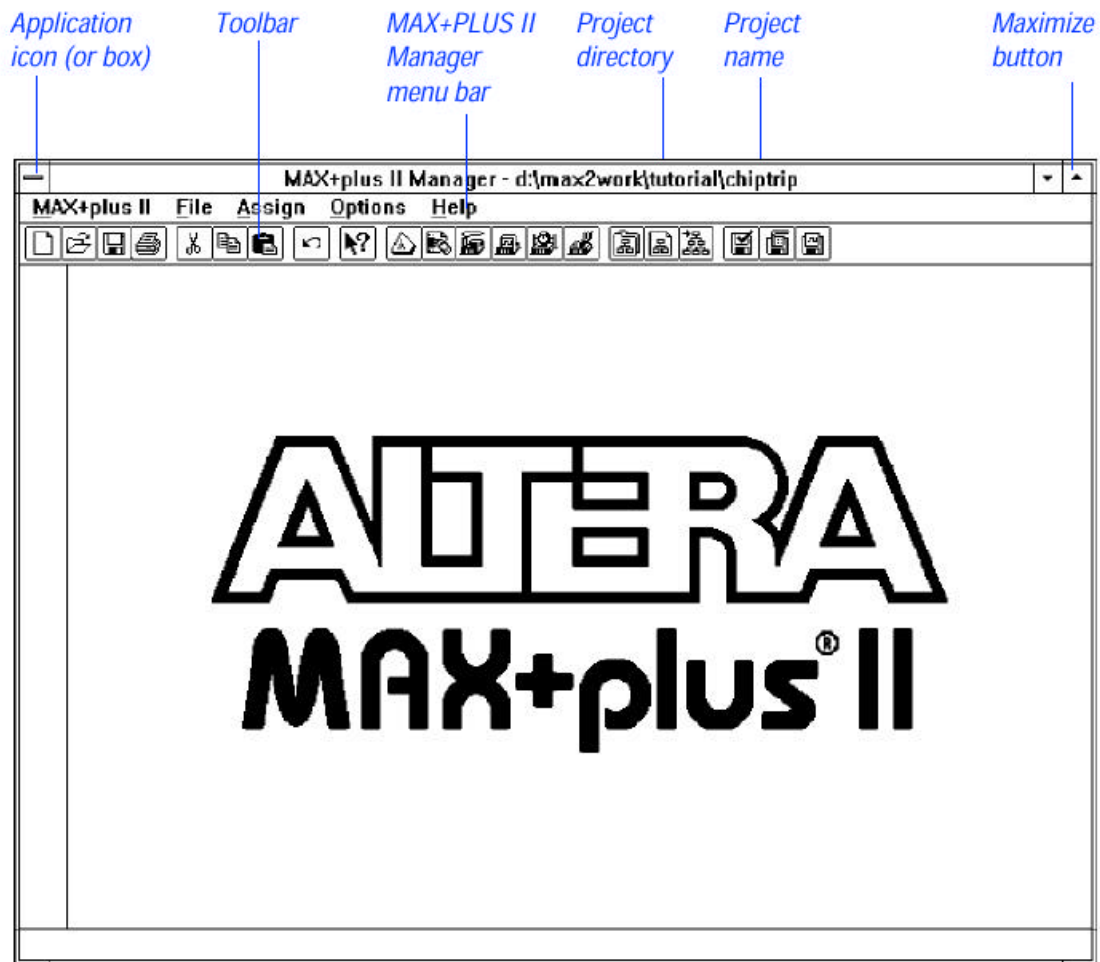 Application icon (or box)
Toolbar
MAX+PLUS II Manager menu bar
Project directory
Project name
Maximize button
MAX+plus II Manager - d:\max2work\tutorial\chiptrip
MAX+plus II File Assign Options Help
ALTERA
MAX+plus® II